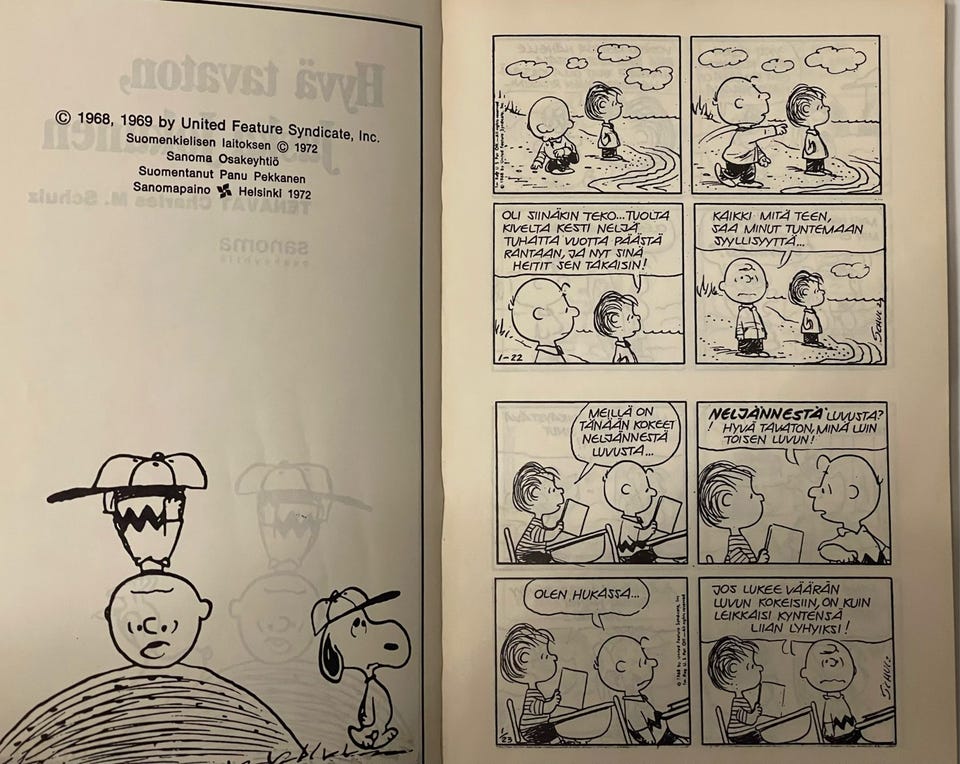 © 1968, 1969 by United Feature Syndicate, Inc.
Suomenkielisen laitoksen © 1972
Sanoma Osakeyhtiö
Suomentanut Panu Pekkanen
Sanomapaino Helsinki 1972
OLI SIINÄKIN TEKO...TUOLTA
KIVELTÄ KESTI NELJÄ
TUHATTA VUOTTA PÄÄSTÄ
RANTAAN, JA NYT SINÄ
HEITIT SEN TAKAISIN!
1-22
KAIKKI MITÄ TEEN,
SAA MINUT TUNTEMAAN
SYYLLISYYTTÄ...
SCHULZ
MEILLÄ ON
TÄNÄÄN KOKEET
NELJÄNNESTÄ
LUVUSTA...
NELJÄNNESTÄ LUVUSTA?
! HYVÄ TAVATON, MINÄ LUIN
TOISEN LUVUN!
OLEN HUKASSA...
1/23
JOS LUKEE VÄÄRÄN
LUVUN KOKEISIIN, ON KUIN
LEIKKAISI KYNTENSÄ
LIIAN LYHYIKSI!
SCHULZ